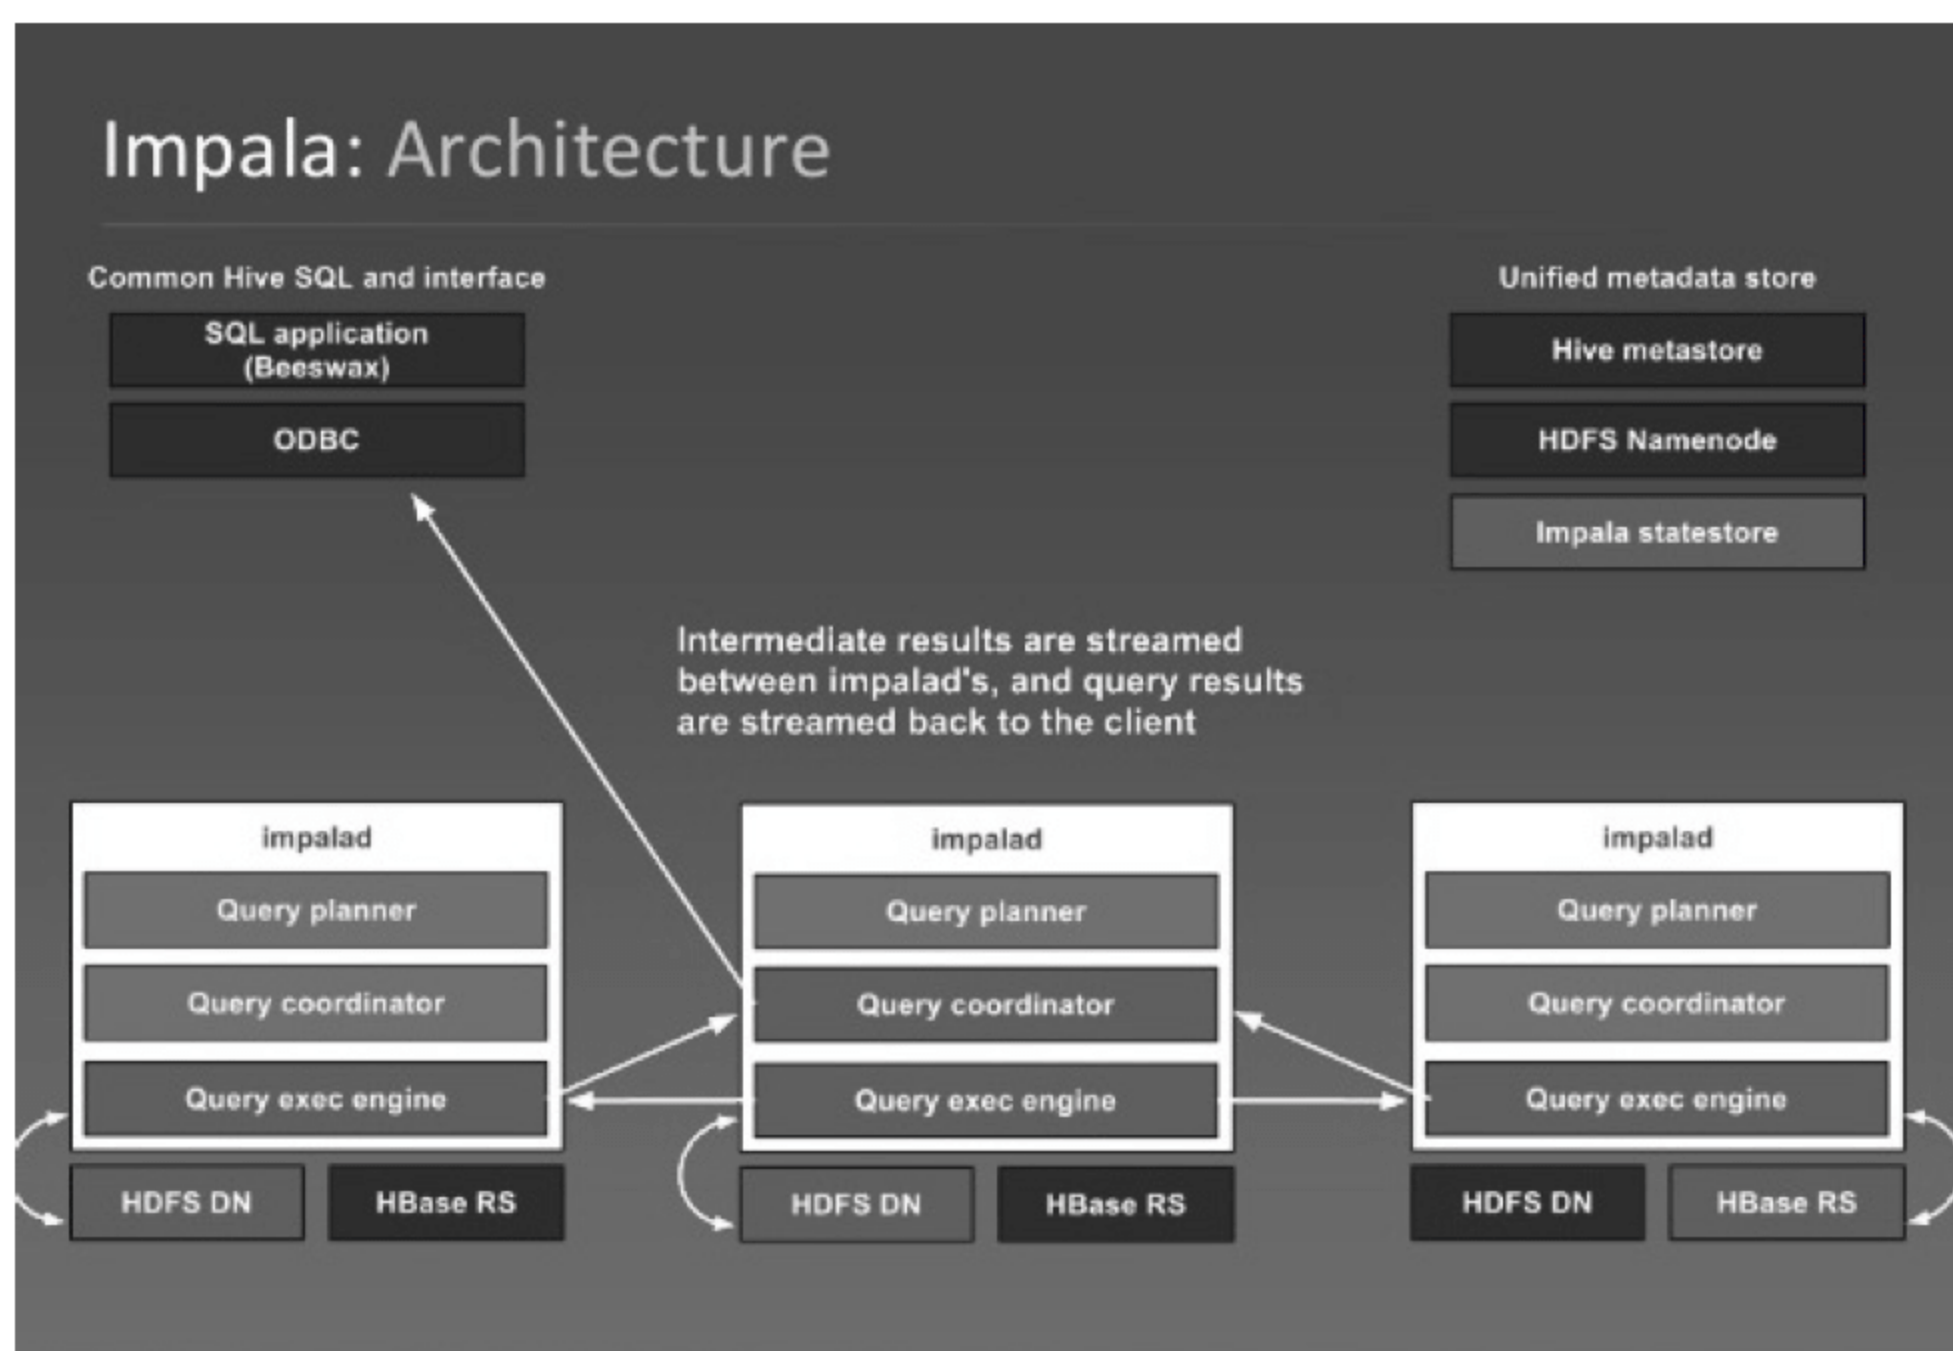 Impala: Architecture
Common Hive SQL and interface
SQL application
(Beeswax)
ODBC
Unified metadata store
Hive metastore
HDFS Namenode
Impala statestore
Intermediate results are streamed
between impalad's, and query results
are streamed back to the client
impalad
Query planner
Query coordinator
Query exec engine
HDFS DN
HBase RS
impalad
Query planner
Query coordinator
Query exec engine
HDFS DN
HBase RS
impalad
Query planner
Query coordinator
Query exec engine
HDFS DN
HBase RS